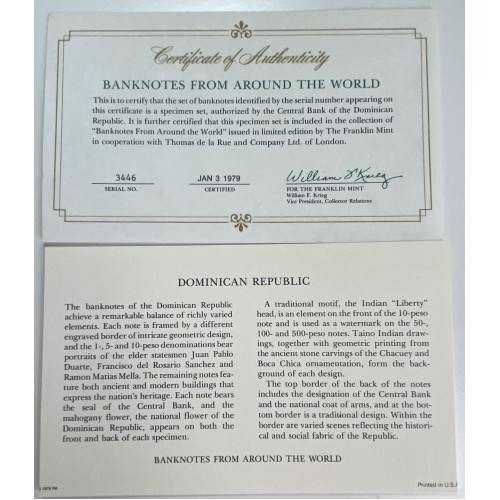 Certificate of Authenticity
BANKNOTES FROM AROUND THE WORLD
This is to certify that the set of banknotes identified by the serial number appearing on
this certificate is a specimen set, authorized by the Central Bank of the Dominican
Republic. It is further certified that this specimen set is included in the collection of
"Banknotes From Around the World" issued in limited edition by The Franklin Mint
in cooperation with Thomas de la Rue and Company Ltd. of London.
3446
SERIAL NO.
JAN 3 1979
CERTIFIED
William F. Krieg
FOR THE FRANKLIN MINT
William F. Krieg
Vice President, Collector Relations
DOMINICAN REPUBLIC
The banknotes of the Dominican Republic
achieve a remarkable balance of richly varied
elements. Each note is framed by a different
engraved border of intricate geometric design,
and the 1-, 5- and 10-peso denominations bear
portraits of the elder statesmen Juan Pablo
Duarte, Francisco del Rosario Sanchez and
Ramon Matias Mella. The remaining notes fea-
ture both ancient and modern buildings that
express the nation's heritage. Each note bears
the seal of the Central Bank, and the
mahogany flower, the national flower of the
Dominican Republic, appears on both the
front and back of each specimen.
A traditional motif, the Indian "Liberty"
head, is an element on the front of the 10-peso
note and is used as a watermark on the 50-,
100- and 500-peso notes. Taino Indian draw-
ings, together with geometric printing from
the ancient stone carvings of the Chacuey and
Boca Chica ornamentation, form the back-
ground of each design.
The top border of the back of the notes
includes the designation of the Central Bank
and the national coat of arms, and at the bot-
tom border is a traditional design. Within the
border are varied scenes reflecting the histori-
cal and social fabric of the Republic.
BANKNOTES FROM AROUND THE WORLD
Printed in U.S.A